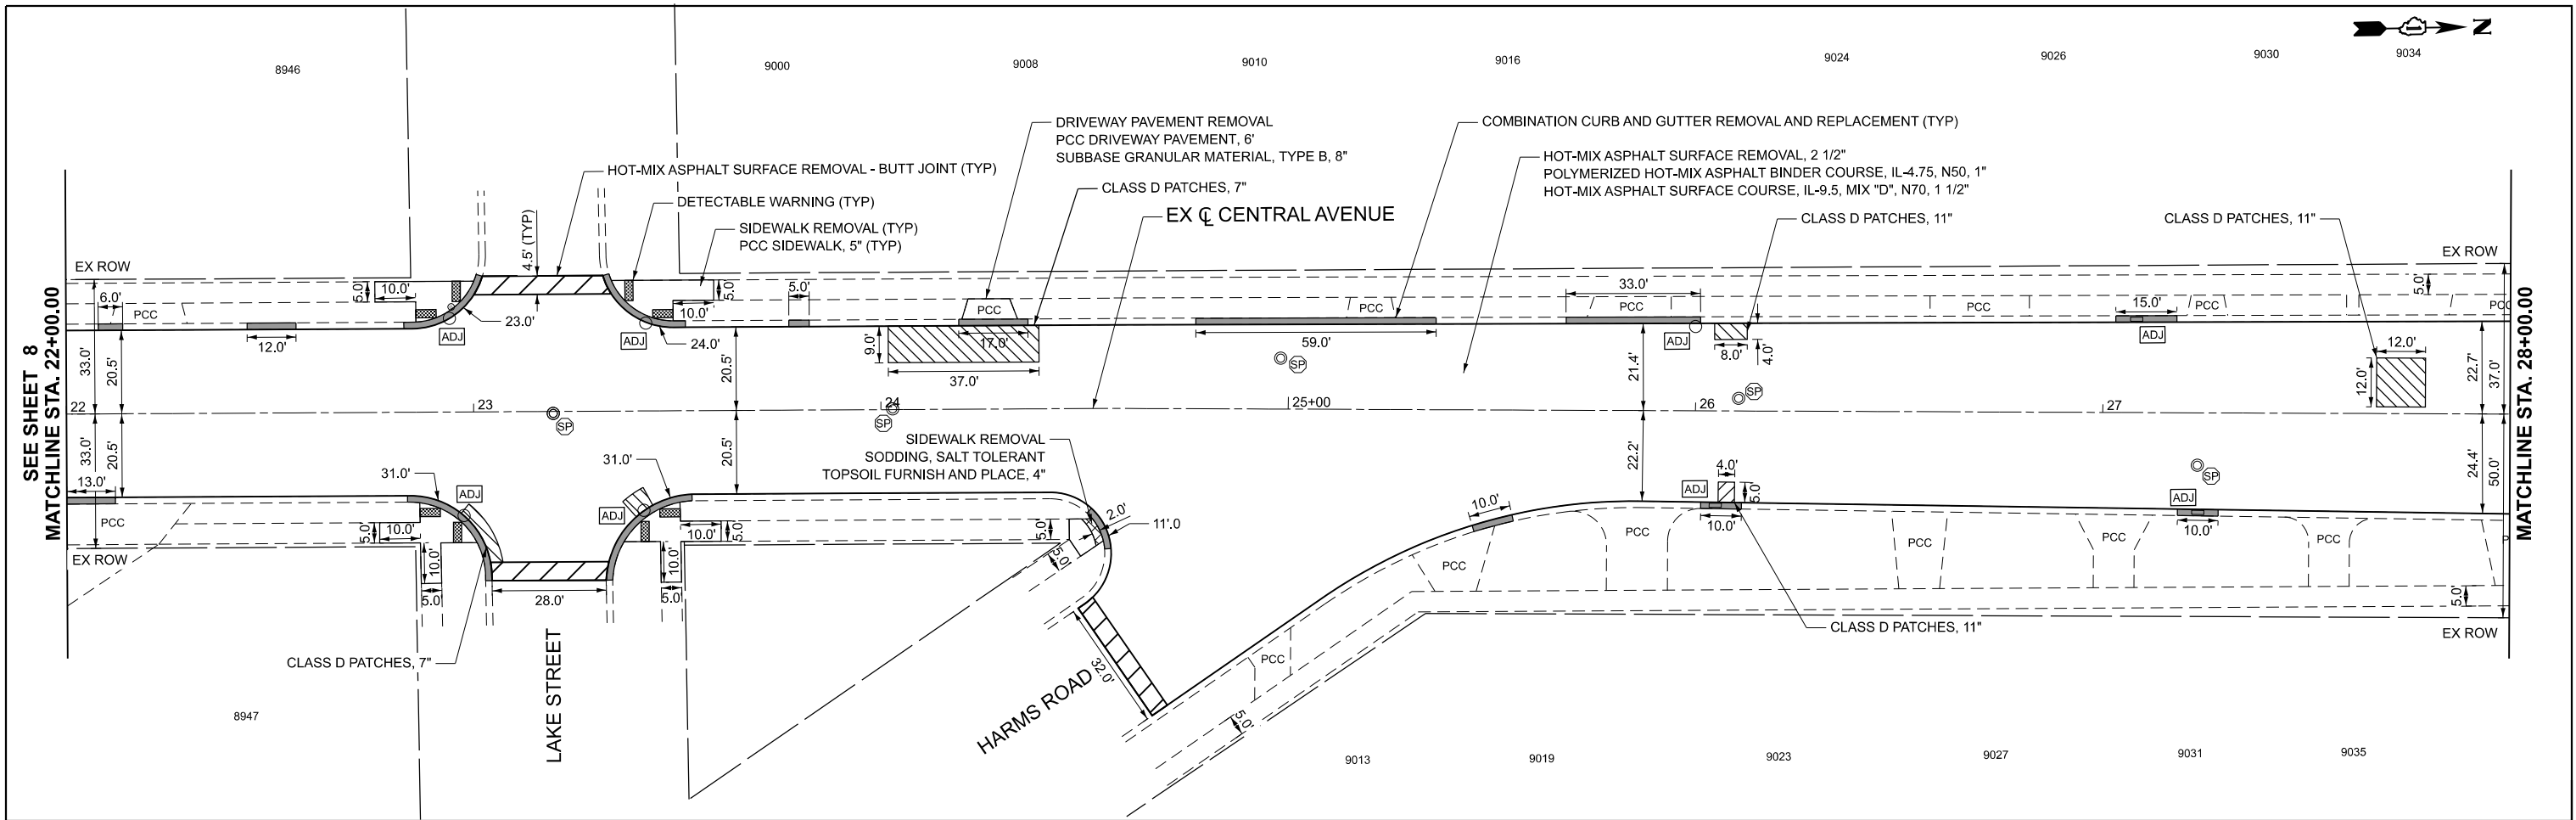 N
8946
9000
9008
9010
9016
9024
9026
9030
9034
DRIVEWAY PAVEMENT REMOVAL
PCC DRIVEWAY PAVEMENT, 6'
SUBBASE GRANULAR MATERIAL, TYPE B, 8"
COMBINATION CURB AND GUTTER REMOVAL AND REPLACEMENT (TYP)
HOT-MIX ASPHALT SURFACE REMOVAL - BUTT JOINT (TYP)
HOT-MIX ASPHALT SURFACE REMOVAL, 2 1/2"
POLYMERIZED HOT-MIX ASPHALT BINDER COURSE, IL-4.75, N50, 1"
HOT-MIX ASPHALT SURFACE COURSE, IL-9.5, MIX "D", N70, 1 1/2"
CLASS D PATCHES, 7"
DETECTABLE WARNING (TYP)
EX ℄ CENTRAL AVENUE
CLASS D PATCHES, 11"
CLASS D PATCHES, 11"
SIDEWALK REMOVAL (TYP)
PCC SIDEWALK, 5" (TYP)
4.5' (TYP)
EX ROW
EX ROW
SEE SHEET 8
MATCHLINE STA. 22+00.00
MATCHLINE STA. 28+00.00
6.0'
PCC
5.0'
10.0'
23.0'
ADJ
12.0'
33.0'
20.5'
ADJ
24.0'
10.0'
5.0'
5.0'
20.5'
9.0'
PCC
17.0'
37.0'
PCC
59.0'
SP
33.0'
PCC
ADJ
21.4'
8.0'
4.0'
SP
PCC
15.0'
ADJ
PCC
5.0'
PCC
12.0'
12.0'
22.7'
37.0'
22
23
24
25+00
26
27
SP
SP
33.0'
20.5'
13.0'
PCC
EX ROW
31.0'
ADJ
5.0'
10.0'
10.0'
5.0'
28.0'
31.0'
ADJ
10.0'
5.0'
10.0'
5.0'
20.5'
SIDEWALK REMOVAL
SODDING, SALT TOLERANT
TOPSOIL FURNISH AND PLACE, 4"
5.0'
5.0'
2.0'
11'.0
32.0'
HARMS ROAD
LAKE STREET
CLASS D PATCHES, 7"
PCC
5.0'
10.0'
PCC
22.2'
PCC
ADJ
4.0'
5.0'
10.0'
CLASS D PATCHES, 11"
PCC
PCC
ADJ
10.0'
SP
PCC
24.4'
50.0'
5.0'
EX ROW
8947
9013
9019
9023
9027
9031
9035